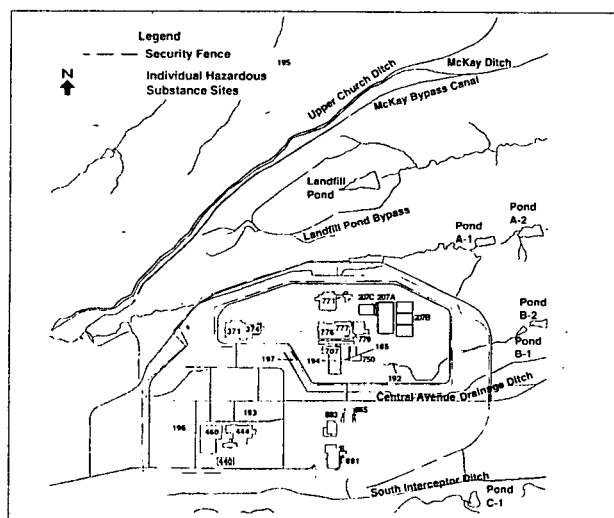 Legend
Security Fence
N
Individual Hazardous
Substance Sites
195
Upper Church Ditch
McKay Ditch
McKay Bypass Canal
Landfill
Pond
Landfill Pond Bypass
Pond
A-1
Pond
A-2
Pond
B-2
Pond
B-1
771
207C
207A
207B
371
374
776
777
779
707
185
750
197
194
192
Central Avenue Drainage Ditch
196
193
460
444
440
883
865
881
South Interceptor Ditch
Pond
C-1